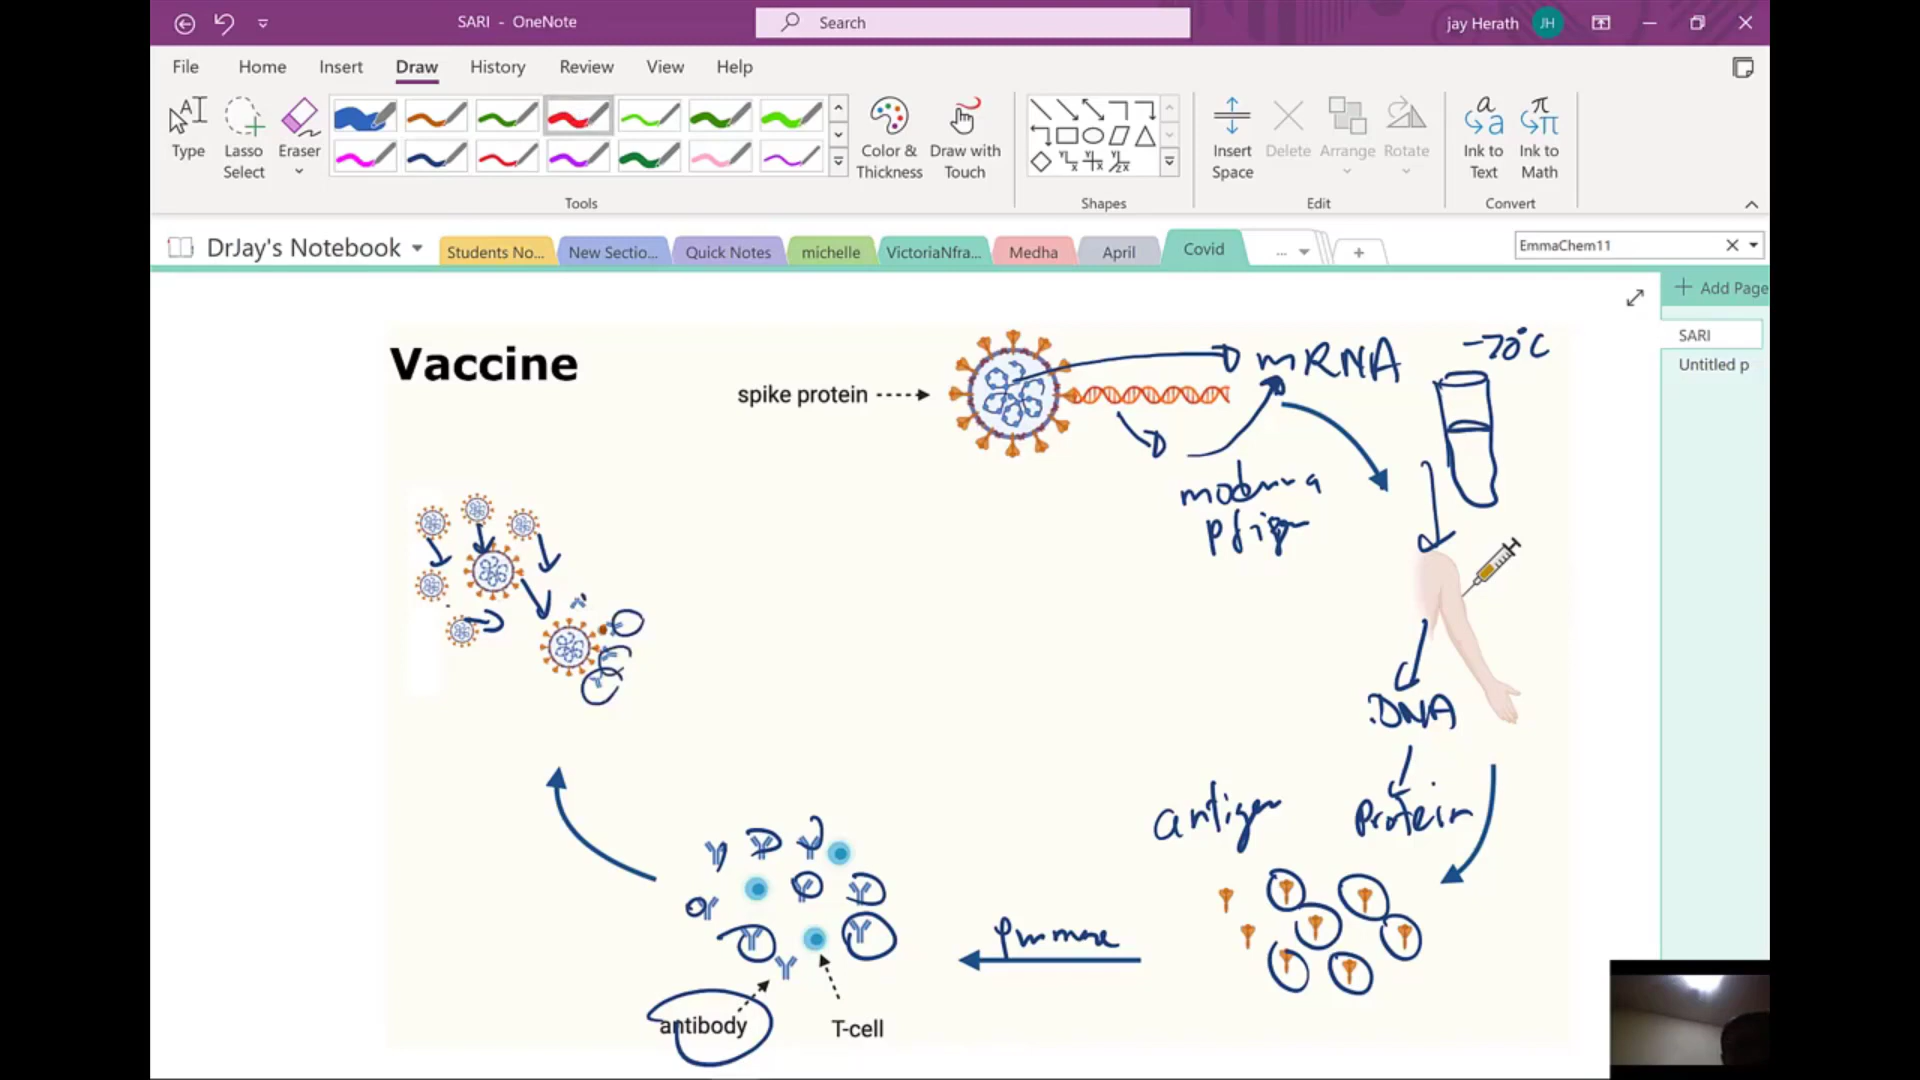 SARI - OneNote
Search
jay Herath JH
File Home Insert Draw History Review View Help
Type
Lasso Select
Eraser
Color & Thickness
Draw with Touch
Insert Space
Delete
Arrange
Rotate
Ink to Text
Ink to Math
Tools Shapes Edit Convert
DrJay's Notebook
Students No... New Sectio... Quick Notes michelle VictoriaNfra... Medha April Covid ...
EmmaChem11
Add Page
SARI
Untitled p
Vaccine
spike protein
mRNA
-70°C
moderna
DNA
antigen
Protein
antibody
T-cell